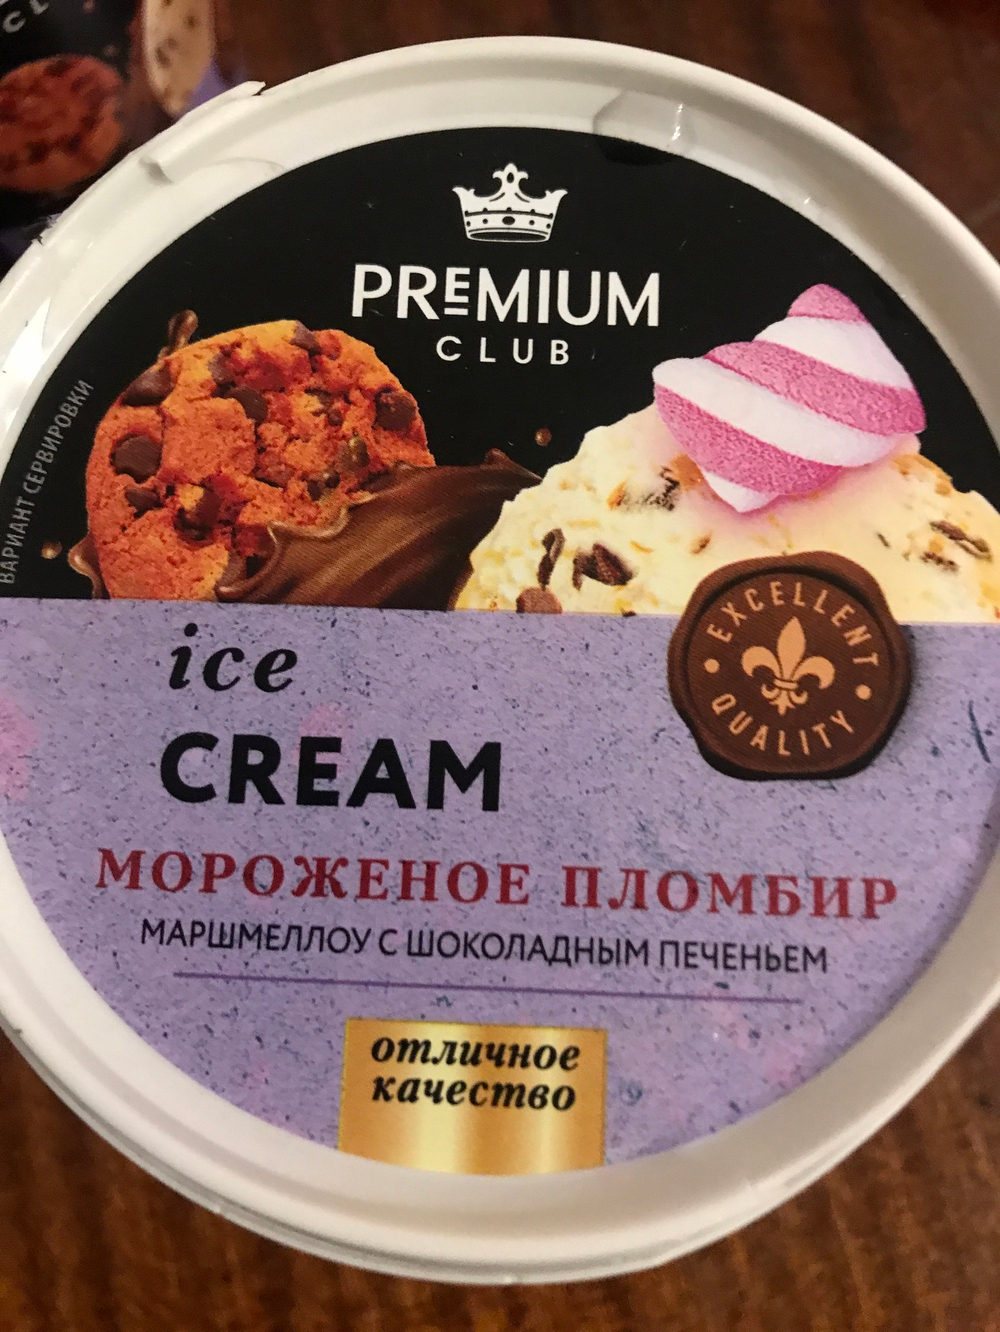 PREMIUM
CLUB
ВАРИАНТ СЕРВИРОВКИ
EXCELLENT
QUALITY
ice
CREAM
МОРОЖЕНОЕ ПЛОМБИР
МАРШМЕЛЛОУ С ШОКОЛАДНЫМ ПЕЧЕНЬЕМ
отличное
качество